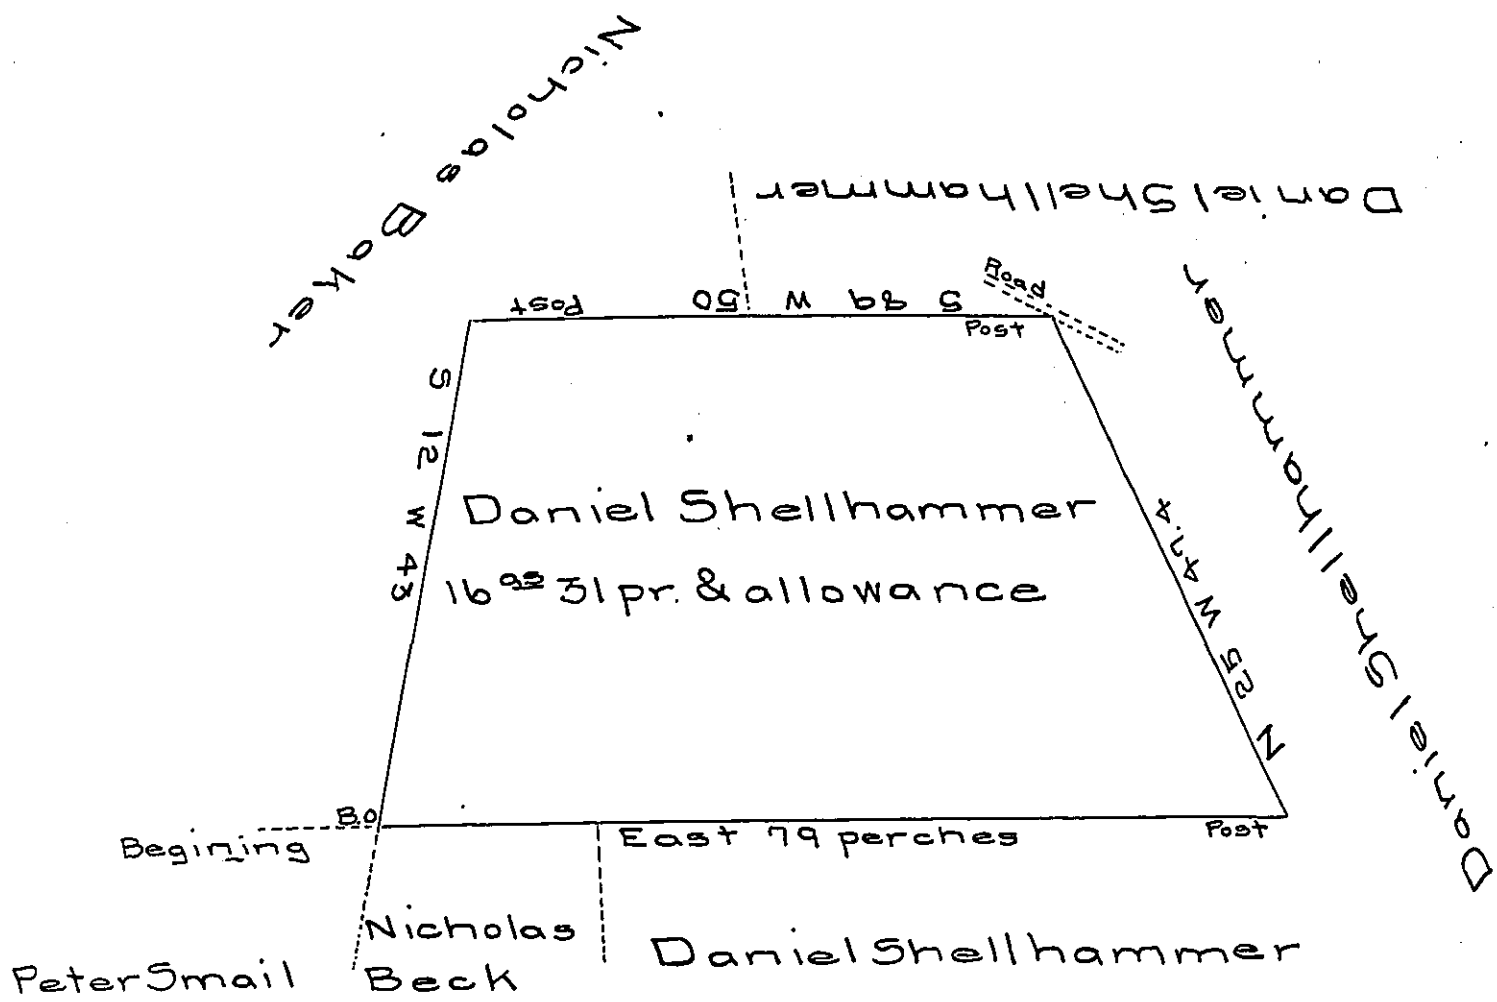 Nicholas Baker
Daniel Shellhammer
Road
Post
S 89 W 50
Post
Daniel Shellhammer
S 12 W 43
Daniel Shellhammer
16 as 31 pr. & allowance
N 25 W 47.4
B.O
Begining
East 79 perches
Post
Nicholas
Beck
Daniel Shellhammer
Peter Smail